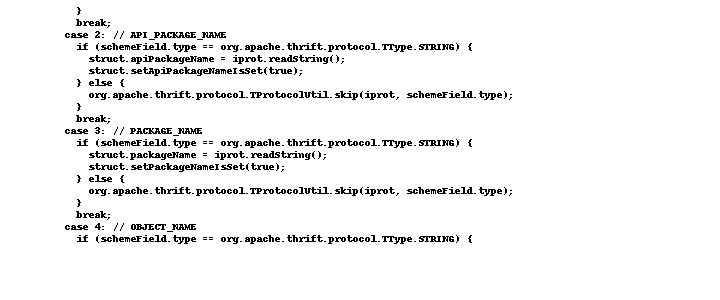 }
break;
case 2: // API_PACKAGE_NAME
if (schemeField.type == org.apache.thrift.protocol.TType.STRING) {
struct.apiPackageName = iprot.readString();
struct.setApiPackageNameIsSet(true);
} else {
org.apache.thrift.protocol.TProtocolUtil.skip(iprot, schemeField.type);
}
break;
case 3: // PACKAGE_NAME
if (schemeField.type == org.apache.thrift.protocol.TType.STRING) {
struct.packageName = iprot.readString();
struct.setPackageNameIsSet(true);
} else {
org.apache.thrift.protocol.TProtocolUtil.skip(iprot, schemeField.type);
}
break;
case 4: // OBJECT_NAME
if (schemeField.type == org.apache.thrift.protocol.TType.STRING) {